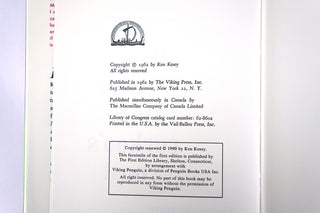 Copyright © 1962 by Ken Kesey
All rights reserved
Published in 1962 by The Viking Press, Inc.
625 Madison Avenue, New York 22, N. Y.
Published simultaneously in Canada by
The Macmillan Company of Canada Limited
Library of Congress catalog card number: 62-8602
Printed in the U.S.A. by the Vail-Ballou Press, Inc.
Copyright renewed © 1990 by Ken Kesey.
This facsimile of the first edition is published by
The First Edition Library, Shelton, Connecticut,
by arrangement with
Viking Penguin, a division of Penguin Books USA Inc.
All rights reserved. No part of this book may be
reproduced in any form without the permission of
Viking Penguin.